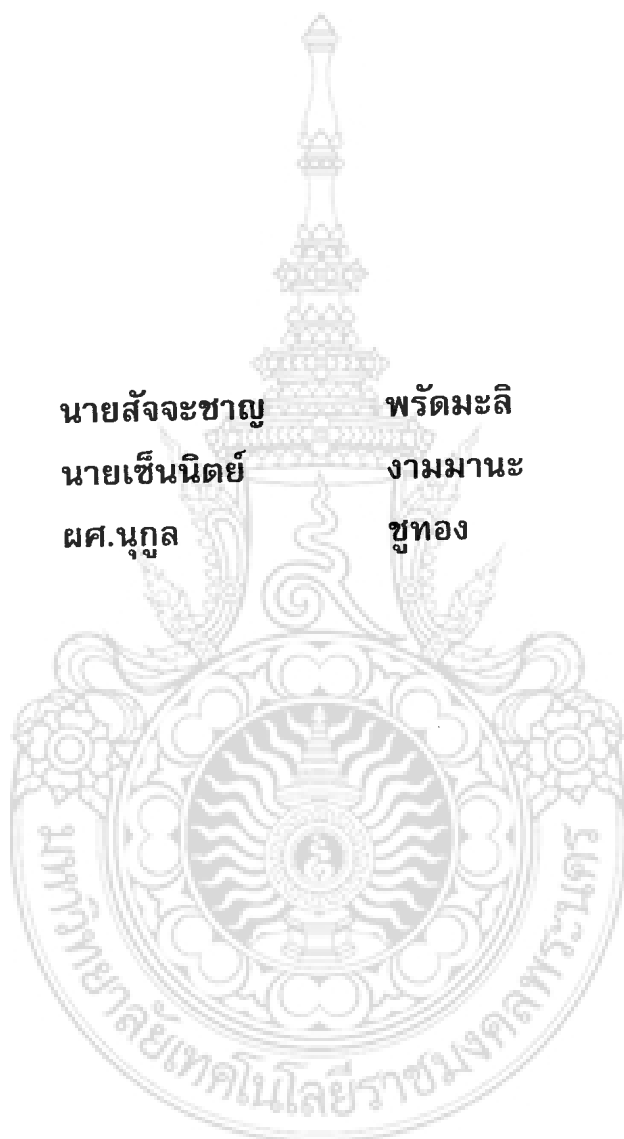 นายสัจจะชาญ พรัดมะลิ
นายเซ็นนิตย์ งามมานะ
ผศ.นุกูล ชูทอง
มหาวิทยาลัยเทคโนโลยีราชมงคลพระนคร